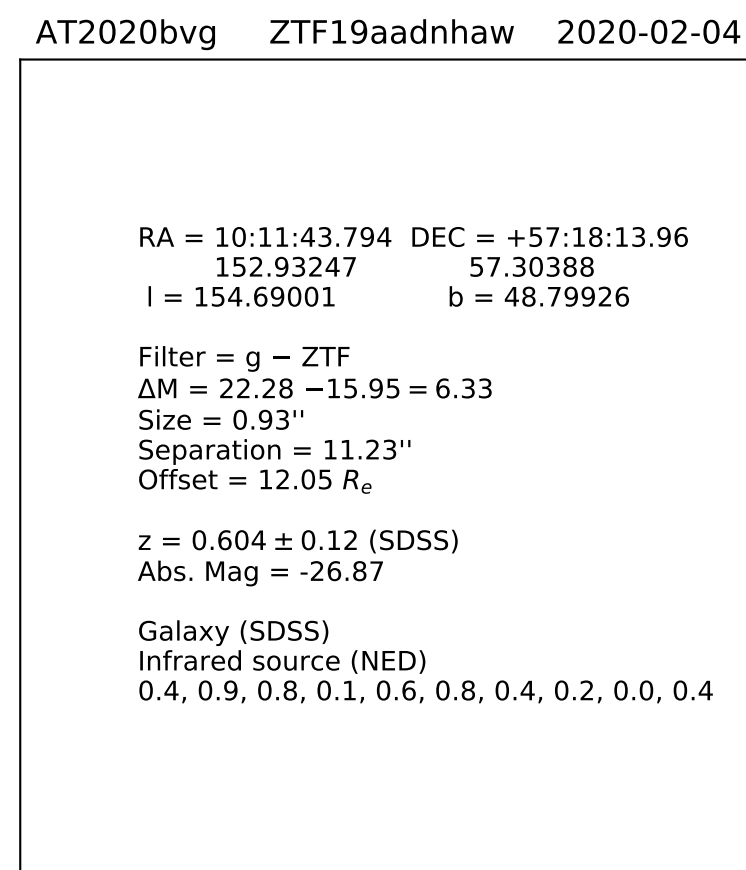 AT2020bvg ZTF19aadnhaw 2020-02-04
RA = 10:11:43.794 DEC = +57:18:13.96
152.93247 57.30388
l = 154.69001 b = 48.79926
Filter = g − ZTF
ΔM = 22.28 −15.95 = 6.33
Size = 0.93''
Separation = 11.23''
Offset = 12.05 Re
z = 0.604 ± 0.12 (SDSS)
Abs. Mag = -26.87
Galaxy (SDSS)
Infrared source (NED)
0.4, 0.9, 0.8, 0.1, 0.6, 0.8, 0.4, 0.2, 0.0, 0.4